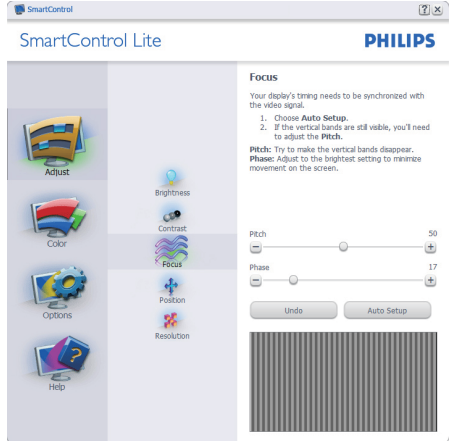 SmartControl
SmartControl Lite
PHILIPS
Adjust
Color
Options
Help
Brightness
Contrast
Focus
Position
Resolution
Focus
Your display's timing needs to be synchronized with
the video signal.
1. Choose Auto Setup.
2. If the vertical bands are still visible, you'll need
to adjust the Pitch.
Pitch: Try to make the vertical bands disappear.
Phase: Adjust to the brightest setting to minimize
movement on the screen.
Pitch 50
Phase 17
Undo Auto Setup